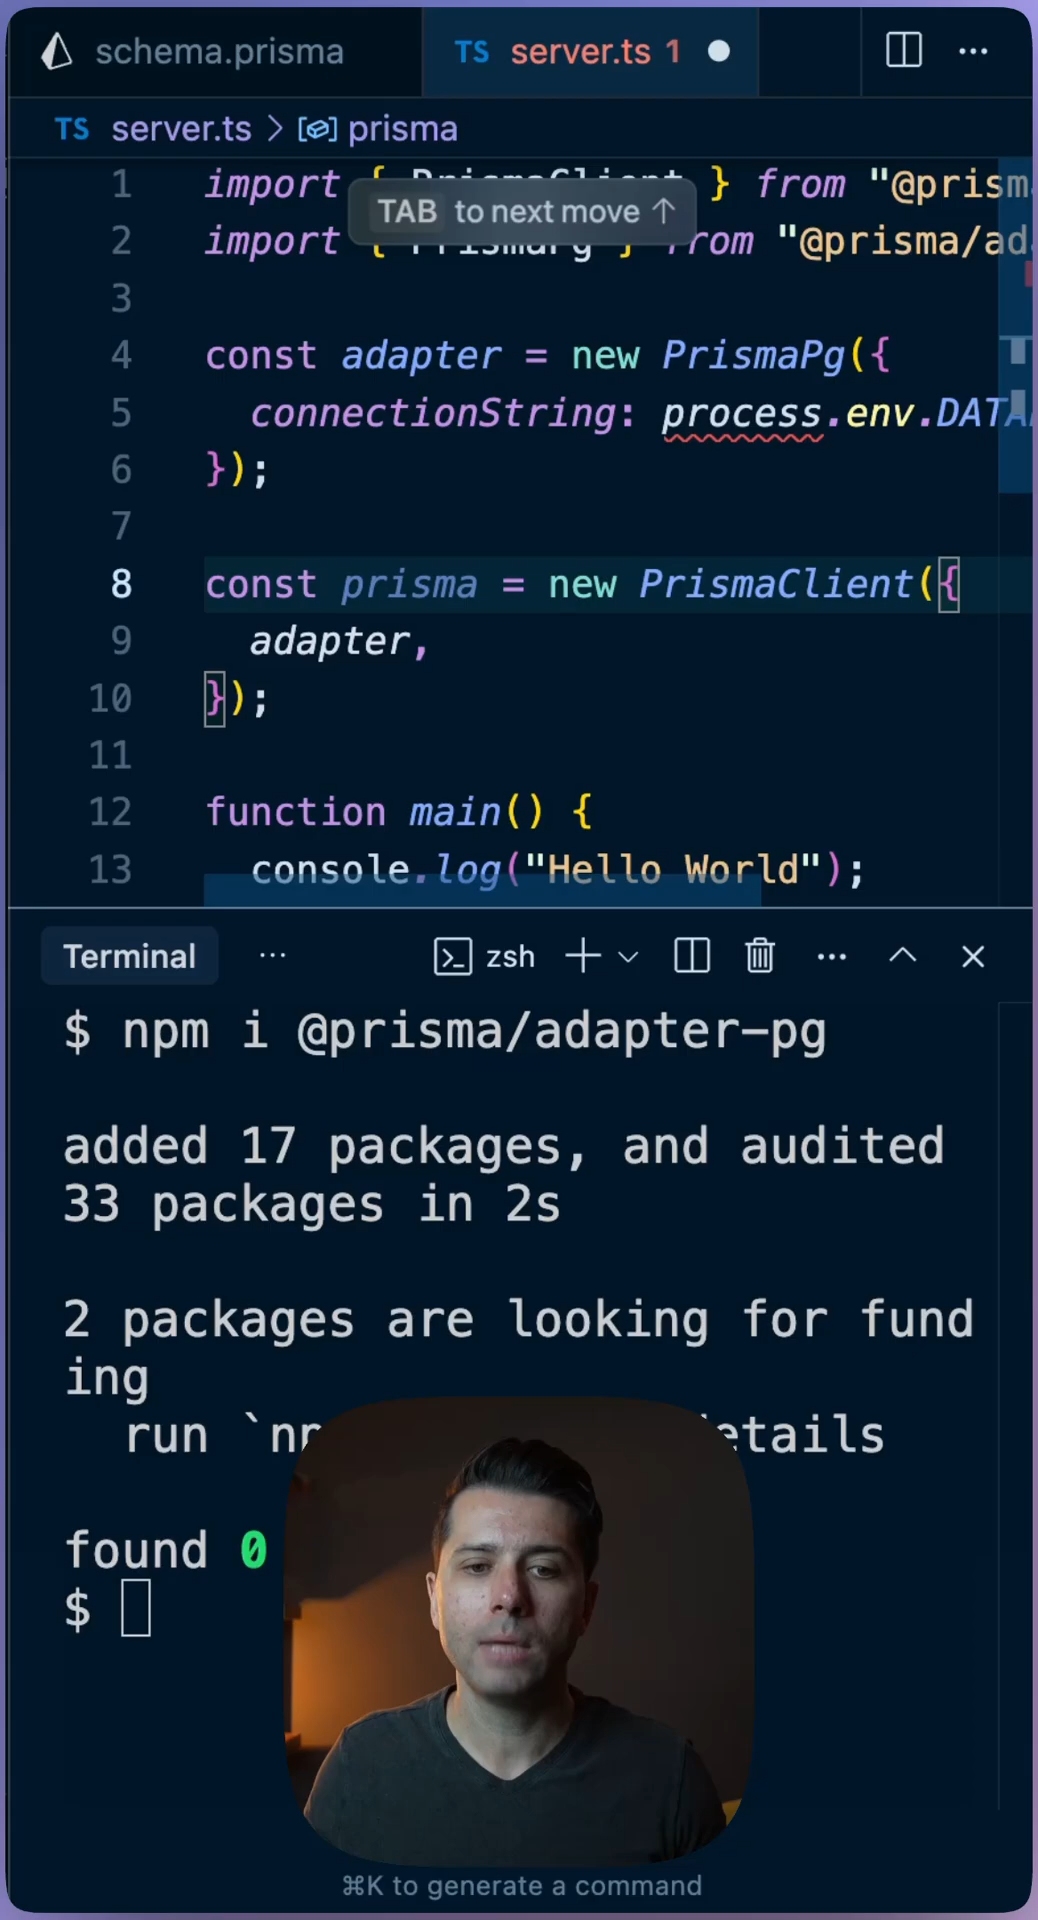 schema.prisma
TS server.ts 1
TS server.ts > prisma
1 import { PrismaClient } from "@prism
TAB to next move ↑
2 import { PrismaPg } from "@prisma/ad
3
4 const adapter = new PrismaPg({
5 connectionString: process.env.DATA
6 });
7
8 const prisma = new PrismaClient({
9 adapter,
10 });
11
12 function main() {
13 console.log("Hello World");
Terminal ... zsh
$ npm i @prisma/adapter-pg
added 17 packages, and audited
33 packages in 2s
2 packages are looking for fund
ing
run `np etails
found 0
$
⌘K to generate a command